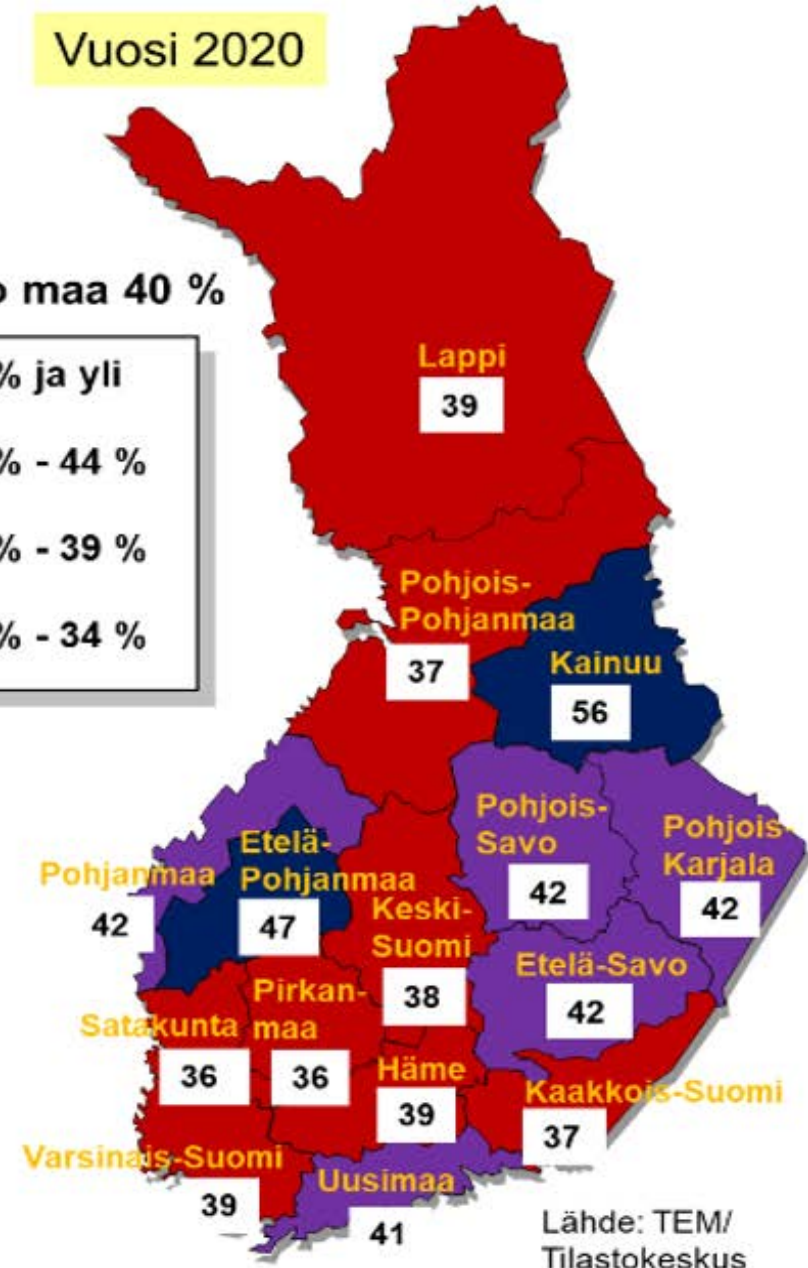 Vuosi 2020
maa 40 %
% ja yli
% - 44 %
% - 39 %
% - 34 %
Lappi
39
Pohjois-
Pohjanmaa
37
Kainuu
56
Pohjanmaa
42
Etelä-
Pohjanmaa
47
Keski-
Suomi
38
Pohjois-
Savo
42
Pohjois-
Karjala
42
Etelä-Savo
42
Satakunta
36
Pirkan-
maa
36
Häme
39
Kaakkois-Suomi
37
Varsinais-Suomi
39
Uusimaa
41
Lähde: TEM/
Tilastokeskus